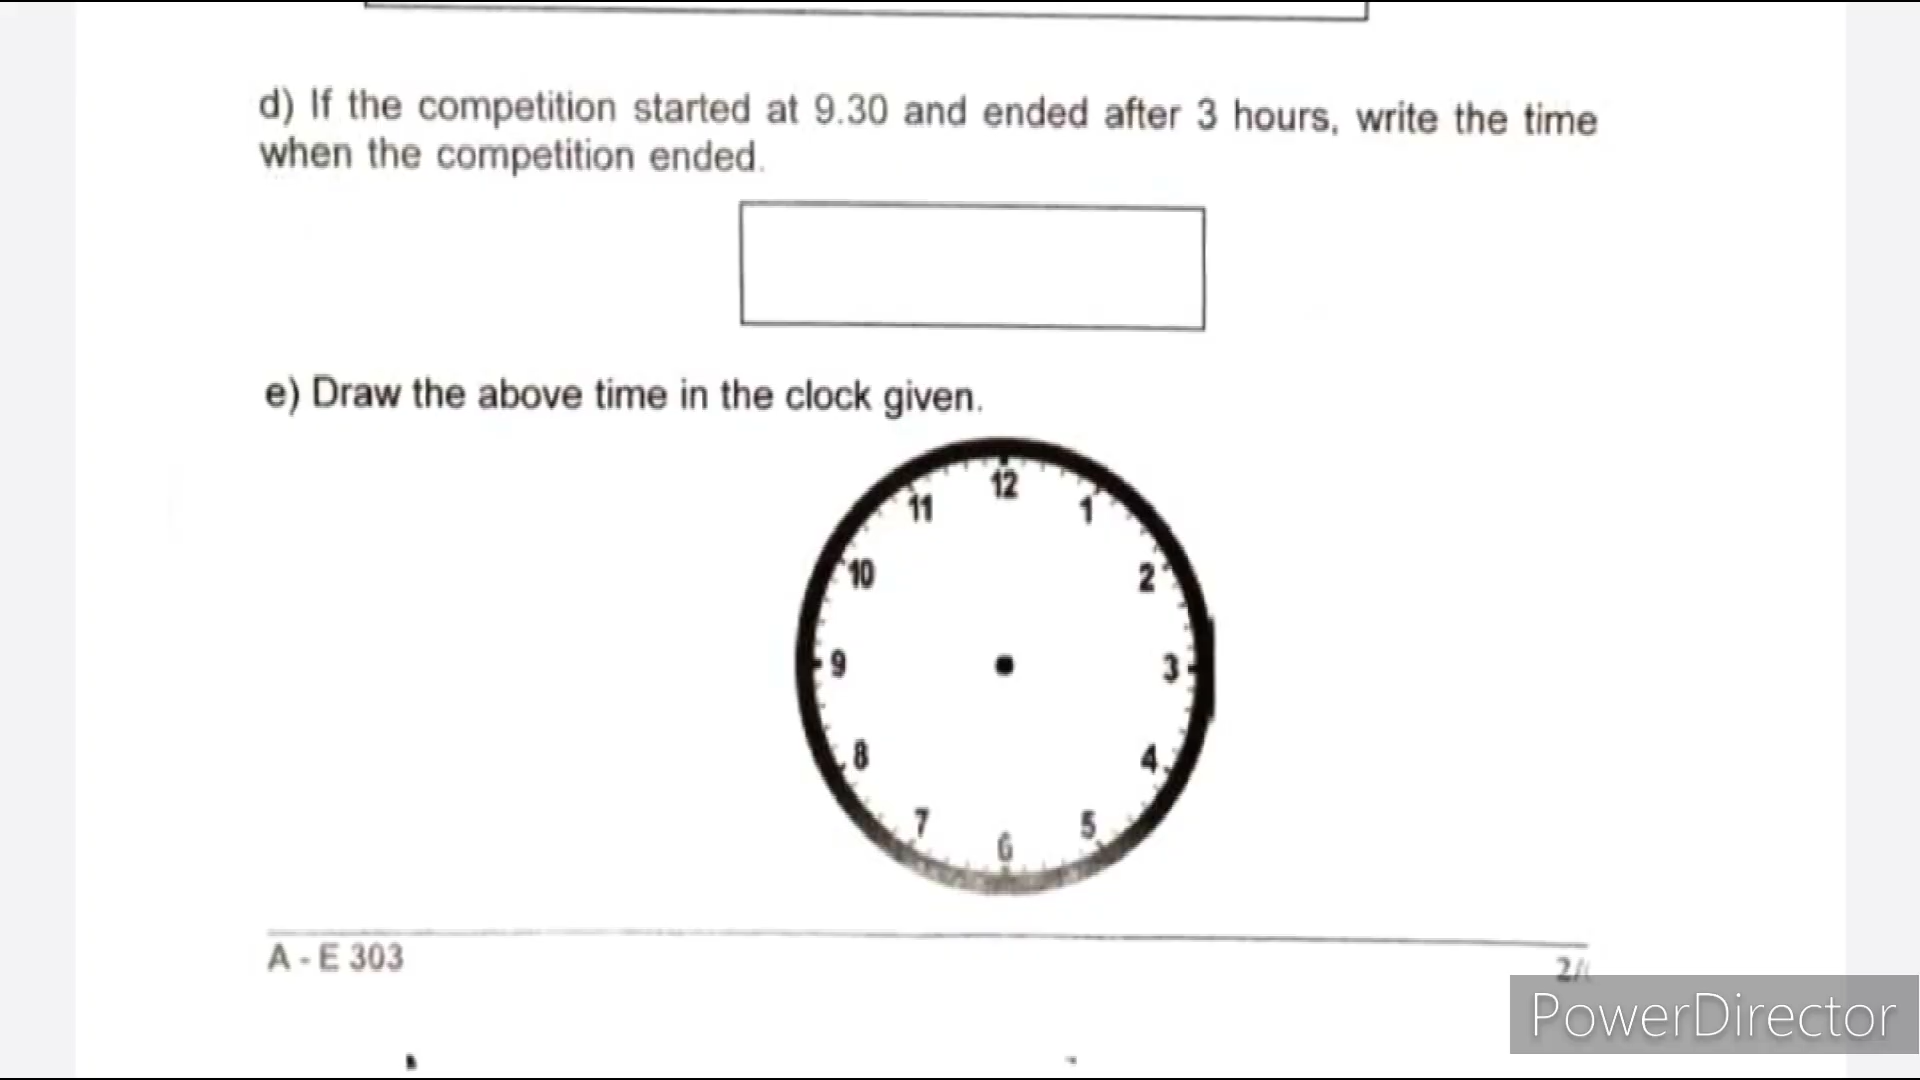 d) If the competition started at 9.30 and ended after 3 hours, write the time
when the competition ended.
e) Draw the above time in the clock given.
12
11
1
10
2
9
3
8
4
7
5
6
A - E 303
2/
PowerDirector